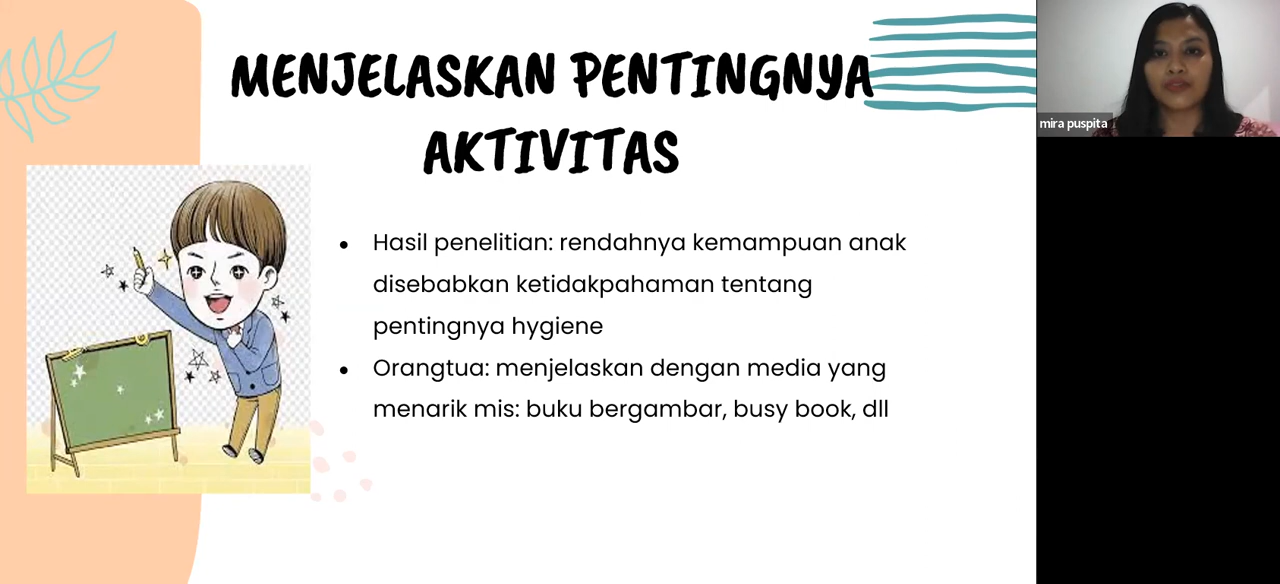 MENJELASKAN PENTINGNYA
AKTIVITAS
mira puspita
• Hasil penelitian: rendahnya kemampuan anak
disebabkan ketidakpahaman tentang
pentingnya hygiene
• Orangtua: menjelaskan dengan media yang
menarik mis: buku bergambar, busy book, dll